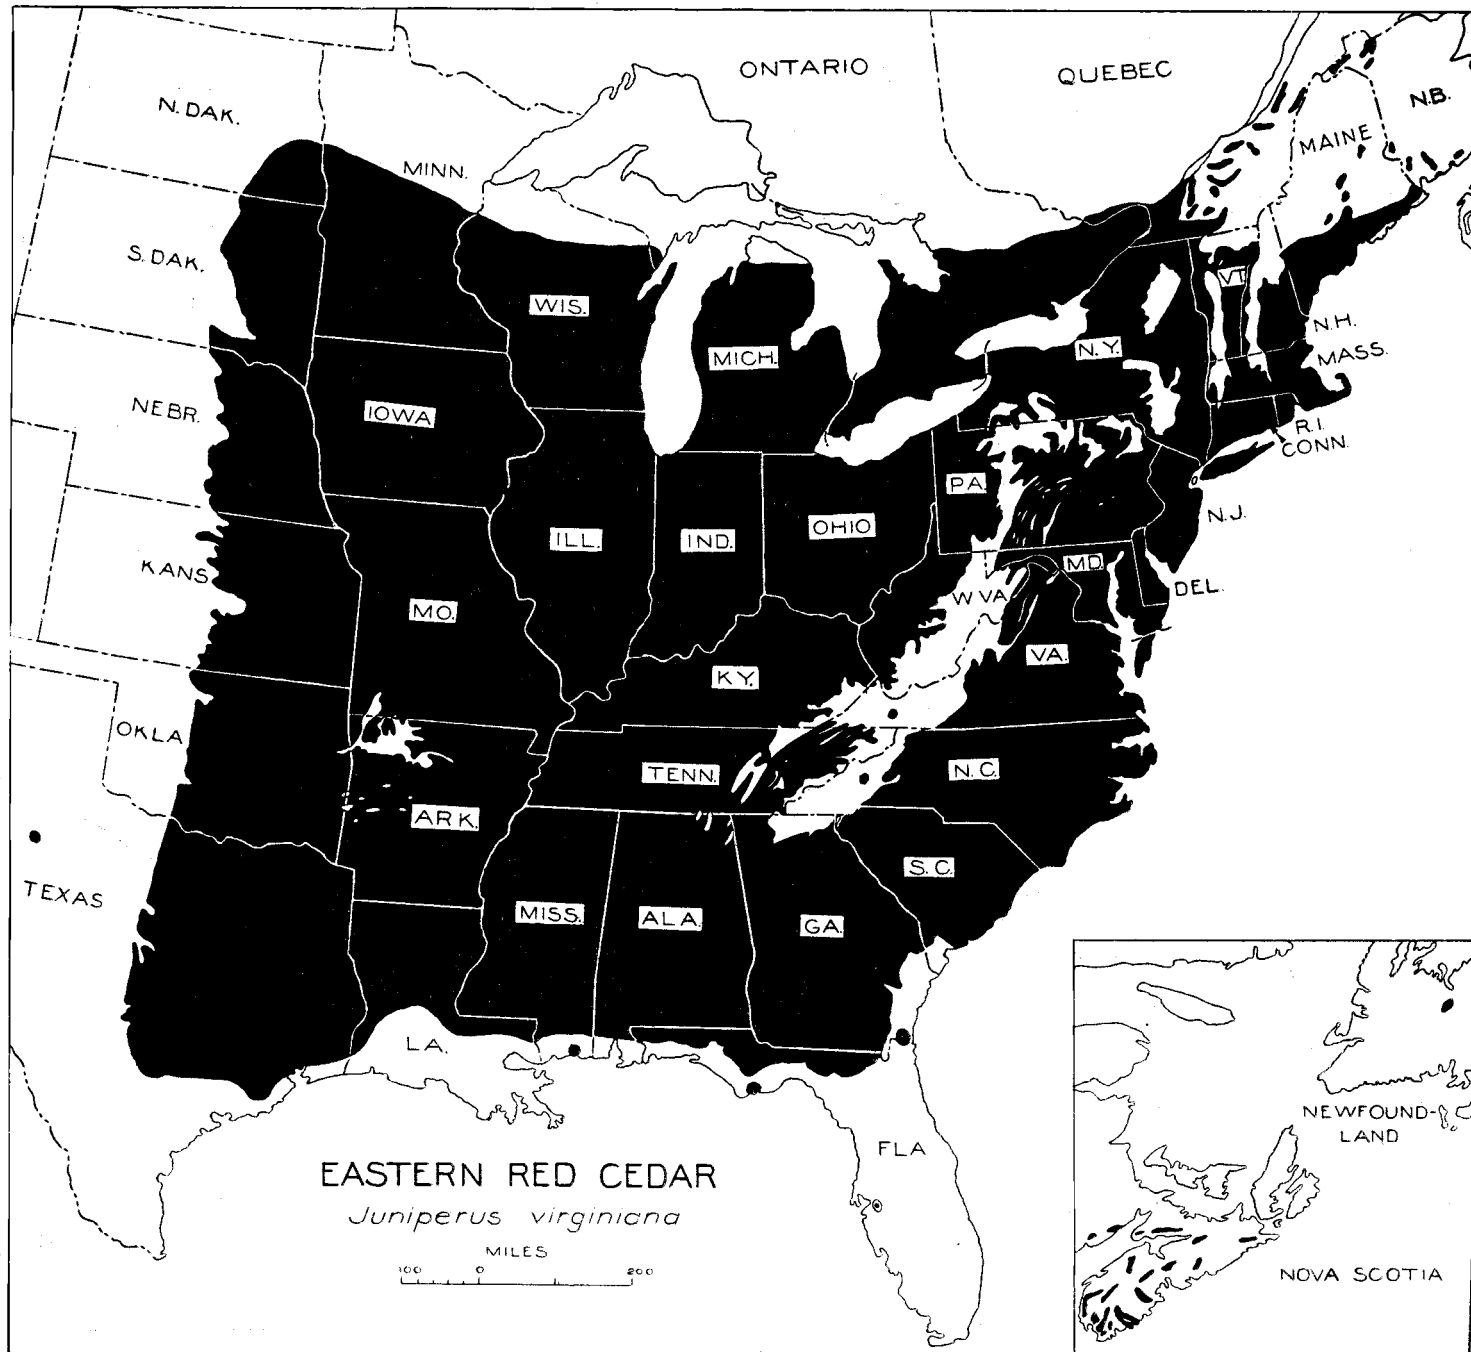 ONTARIO
QUEBEC
N.B.
N. DAK.
MINN.
MAINE
S. DAK.
WIS.
VT.
N.H.
MICH.
N.Y.
MASS.
NEBR.
IOWA
R.I.
CONN.
PA.
N.J.
ILL.
IND.
OHIO
KANS
MD.
DEL.
W VA
MO.
VA.
KY.
OKLA
TENN.
N.C.
ARK.
S.C.
TEXAS
MISS.
ALA.
GA.
LA.
FLA
NEWFOUND-
LAND
NOVA SCOTIA
EASTERN RED CEDAR
Juniperus virginiana
MILES
100 0 200